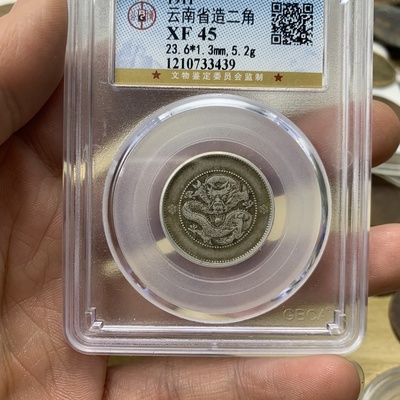 1911
云南省造二角
XF 45
23.6*1.3mm,5.2g
1210733439
★ 文物鉴定委员会监制 ★
GBCA